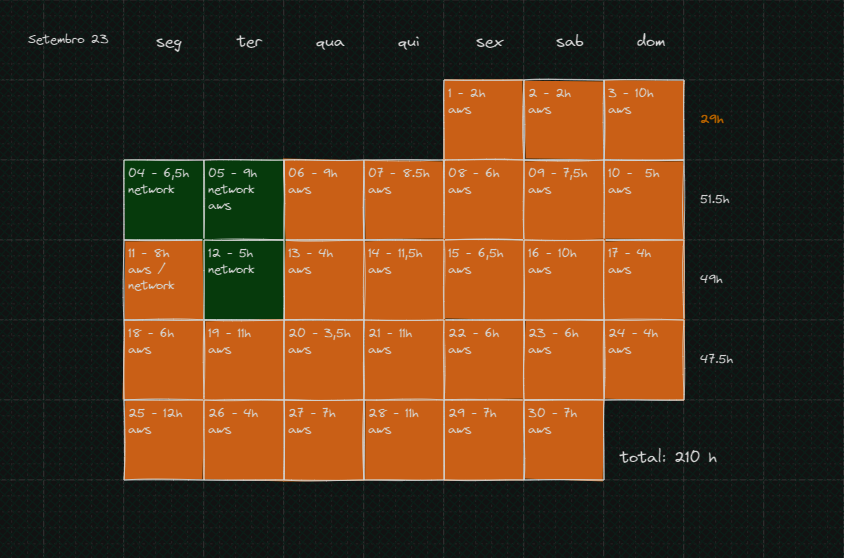 Setembro 23 seg ter qua qui sex sab dom
1 - 2h
aws
2 - 2h
aws
3 - 10h
aws
29h
04 - 6,5h
network
05 - 9h
network
aws
06 - 9h
aws
07 - 8.5h
aws
08 - 6h
aws
09 - 7,5h
aws
10 - 5h
aws
51.5h
11 - 8h
aws /
network
12 - 5h
network
13 - 4h
aws
14 - 11,5h
aws
15 - 6,5h
aws
16 - 10h
aws
17 - 4h
aws
49h
18 - 6h
aws
19 - 11h
aws
20 - 3,5h
aws
21 - 11h
aws
22 - 6h
aws
23 - 6h
aws
24 - 4h
aws
47.5h
25 - 12h
aws
26 - 4h
aws
27 - 7h
aws
28 - 11h
aws
29 - 7h
aws
30 - 7h
aws
total: 210 h